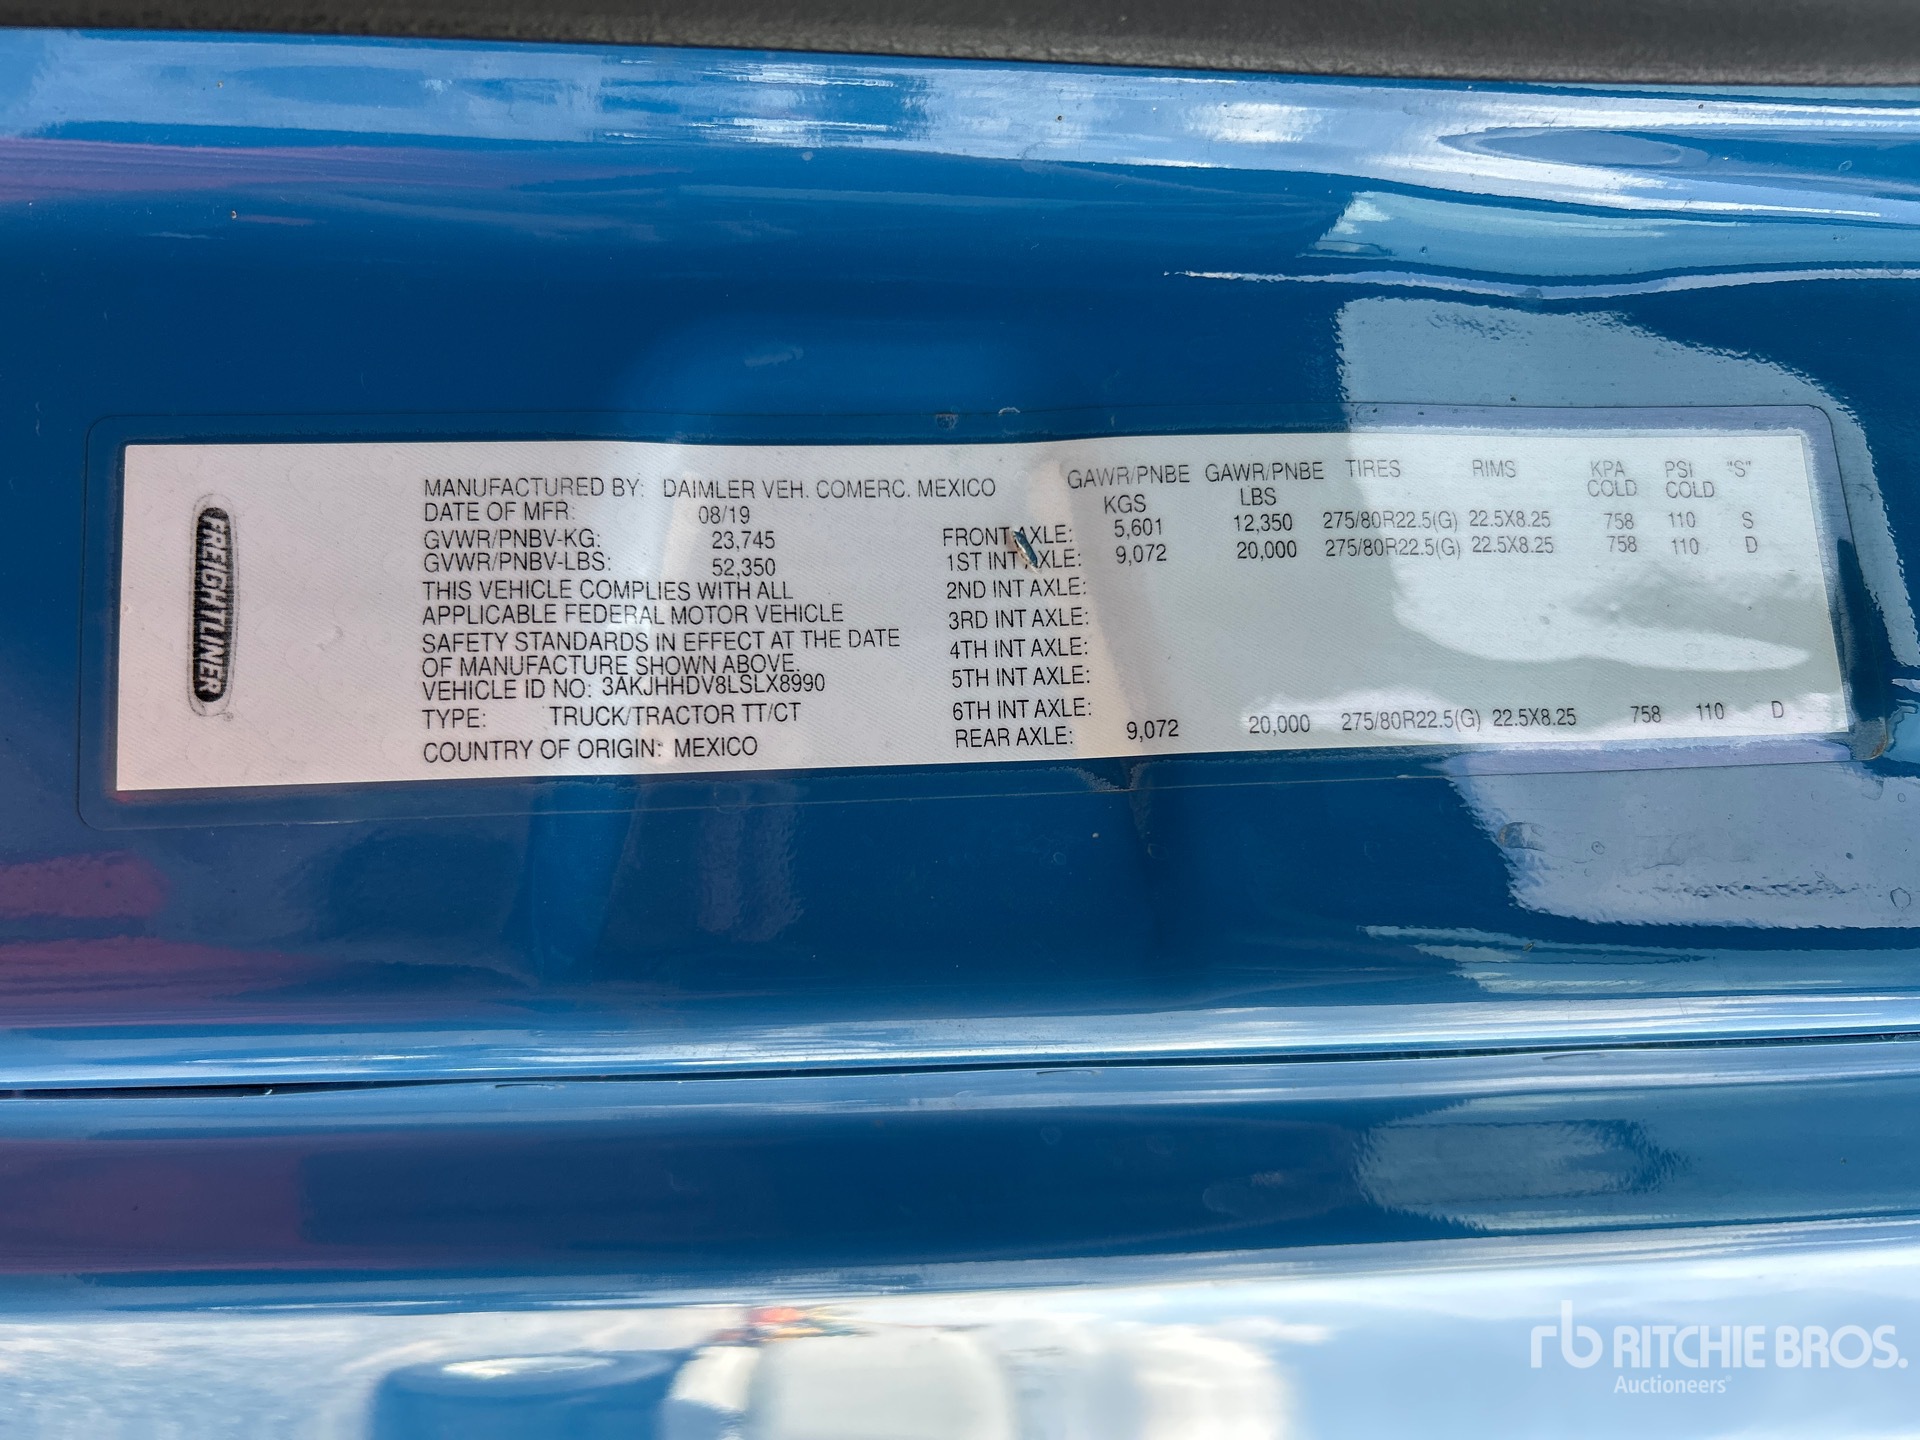 FREIGHTLINER
MANUFACTURED BY: DAIMLER VEH. COMERC. MEXICO
DATE OF MFR: 08/19
GVWR/PNBV-KG: 23,745
GVWR/PNBV-LBS: 52,350
THIS VEHICLE COMPLIES WITH ALL
APPLICABLE FEDERAL MOTOR VEHICLE
SAFETY STANDARDS IN EFFECT AT THE DATE
OF MANUFACTURE SHOWN ABOVE.
VEHICLE ID NO: 3AKJHHDV8LSLX8990
TYPE: TRUCK/TRACTOR TT/CT
COUNTRY OF ORIGIN: MEXICO
GAWR/PNBE GAWR/PNBE TIRES RIMS KPA PSI "S"
KGS LBS COLD COLD
FRONT AXLE: 5,601 12,350 275/80R22.5(G) 22.5X8.25 758 110 S
1ST INT AXLE: 9,072 20,000 275/80R22.5(G) 22.5X8.25 758 110 D
2ND INT AXLE:
3RD INT AXLE:
4TH INT AXLE:
5TH INT AXLE:
6TH INT AXLE:
REAR AXLE: 9,072 20,000 275/80R22.5(G) 22.5X8.25 758 110 D
rb RITCHIE BROS.
Auctioneers